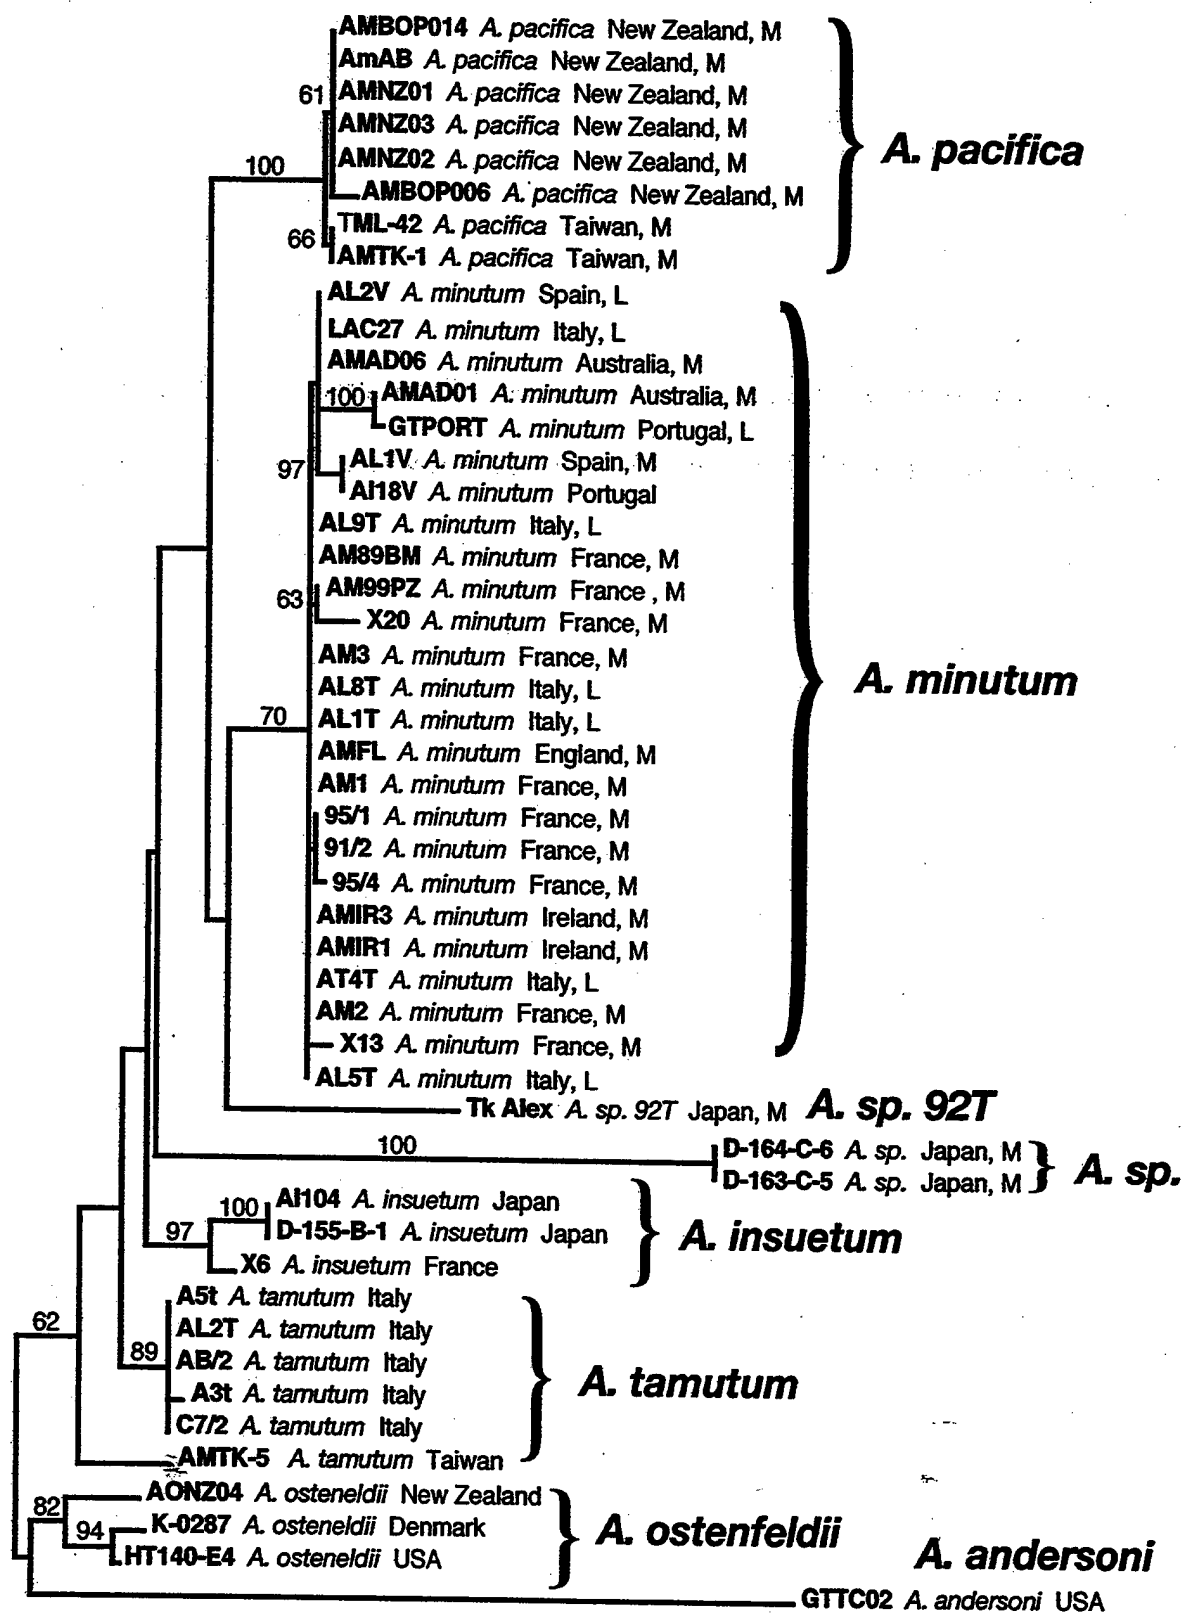 AMBOP014 A. pacifica New Zealand, M
AmAB A. pacifica New Zealand, M
61
AMNZ01 A. pacifica New Zealand, M
AMNZ03 A. pacifica New Zealand, M
A. pacifica
100
AMNZ02 A. pacifica New Zealand, M
AMBOP006 A. pacifica New Zealand, M
TML-42 A. pacifica Taiwan, M
66
AMTK-1 A. pacifica Taiwan, M
AL2V A. minutum Spain, L
LAC27 A. minutum Italy, L
AMAD06 A. minutum Australia, M
100
AMAD01 A. minutum Australia, M
GTPORT A. minutum Portugal, L
97
AL1V A. minutum Spain, M
Al18V A. minutum Portugal
AL9T A. minutum Italy, L
AM89BM A. minutum France, M
63
AM99PZ A. minutum France , M
X20 A. minutum France, M
AM3 A. minutum France, M
A. minutum
AL8T A. minutum Italy, L
70
AL1T A. minutum Italy, L
AMFL A. minutum England, M
AM1 A. minutum France, M
95/1 A. minutum France, M
91/2 A. minutum France, M
95/4 A. minutum France, M
AMIR3 A. minutum Ireland, M
AMIR1 A. minutum Ireland, M
AT4T A. minutum Italy, L
AM2 A. minutum France, M
X13 A. minutum France, M
AL5T A. minutum Italy, L
Tk Alex A. sp. 92T Japan, M A. sp. 92T
100
D-164-C-6 A. sp. Japan, M
A. sp.
D-163-C-5 A. sp. Japan, M
100
AI104 A. insuetum Japan
97
D-155-B-1 A. insuetum Japan
A. insuetum
X6 A. insuetum France
A5t A. tamutum Italy
62
AL2T A. tamutum Italy
89
AB/2 A. tamutum Italy
A. tamutum
A3t A. tamutum Italy
C7/2 A. tamutum Italy
AMTK-5 A. tamutum Taiwan
AONZ04 A. osteneldii New Zealand
82
94
K-0287 A. osteneldii Denmark
A. ostenfeldii
HT140-E4 A. osteneldii USA
A. andersoni
GTTC02 A. andersoni USA